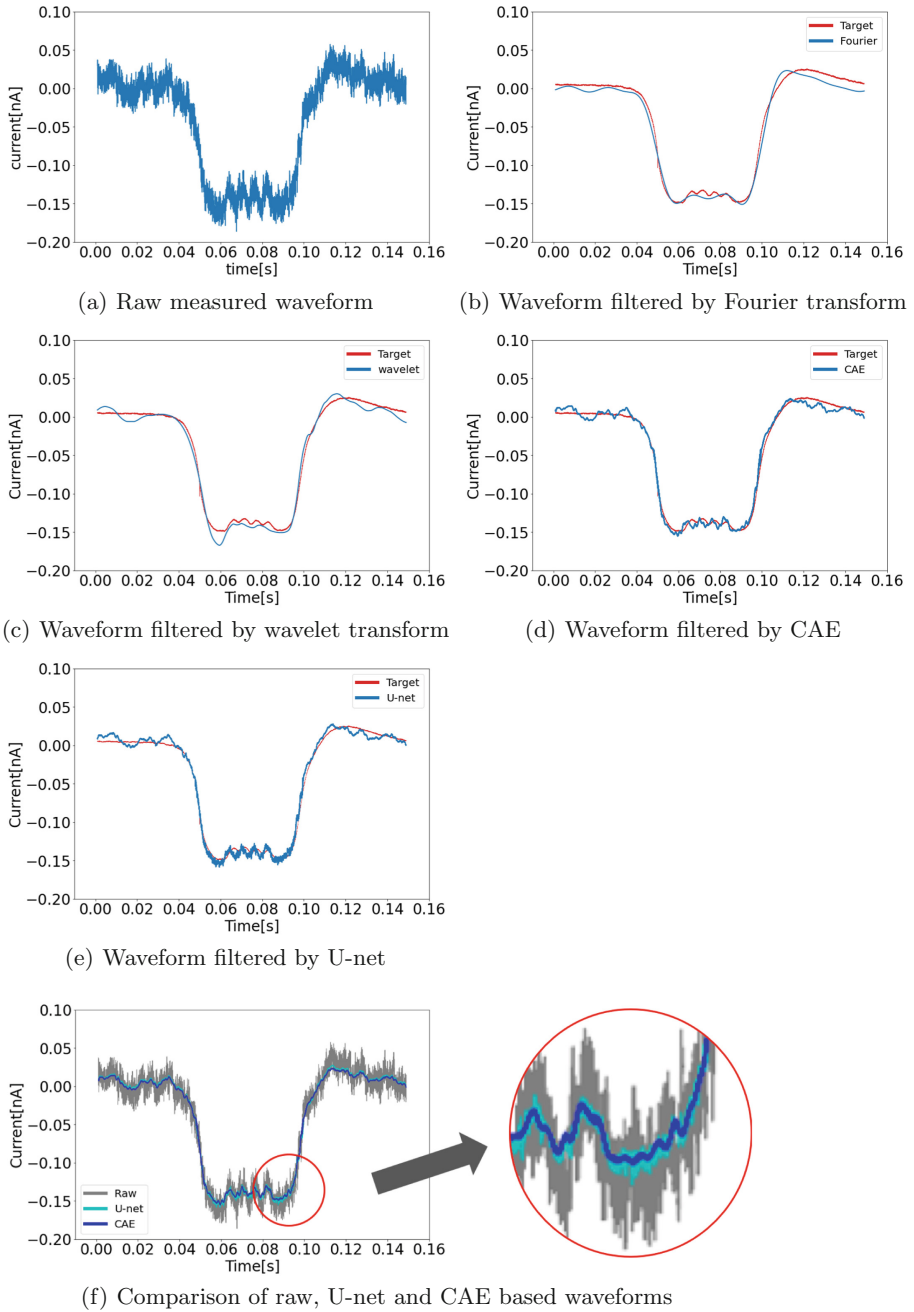 0.10
0.05
0.00
−0.05
−0.10
−0.15
−0.20
current[nA]
0.00 0.02 0.04 0.06 0.08 0.10 0.12 0.14 0.16
time[s]
(a) Raw measured waveform
0.10
0.05
0.00
−0.05
−0.10
−0.15
−0.20
Current[nA]
Target
Fourier
0.00 0.02 0.04 0.06 0.08 0.10 0.12 0.14 0.16
Time[s]
(b) Waveform filtered by Fourier transform
0.10
0.05
0.00
−0.05
−0.10
−0.15
−0.20
Current[nA]
Target
wavelet
0.00 0.02 0.04 0.06 0.08 0.10 0.12 0.14 0.16
Time[s]
(c) Waveform filtered by wavelet transform
0.10
0.05
0.00
−0.05
−0.10
−0.15
−0.20
Current[nA]
Target
CAE
0.00 0.02 0.04 0.06 0.08 0.10 0.12 0.14 0.16
Time[s]
(d) Waveform filtered by CAE
0.10
0.05
0.00
−0.05
−0.10
−0.15
−0.20
Current[nA]
Target
U-net
0.00 0.02 0.04 0.06 0.08 0.10 0.12 0.14 0.16
Time[s]
(e) Waveform filtered by U-net
0.10
0.05
0.00
−0.05
−0.10
−0.15
−0.20
Current[nA]
Raw
U-net
CAE
0.00 0.02 0.04 0.06 0.08 0.10 0.12 0.14 0.16
Time[s]
(f) Comparison of raw, U-net and CAE based waveforms